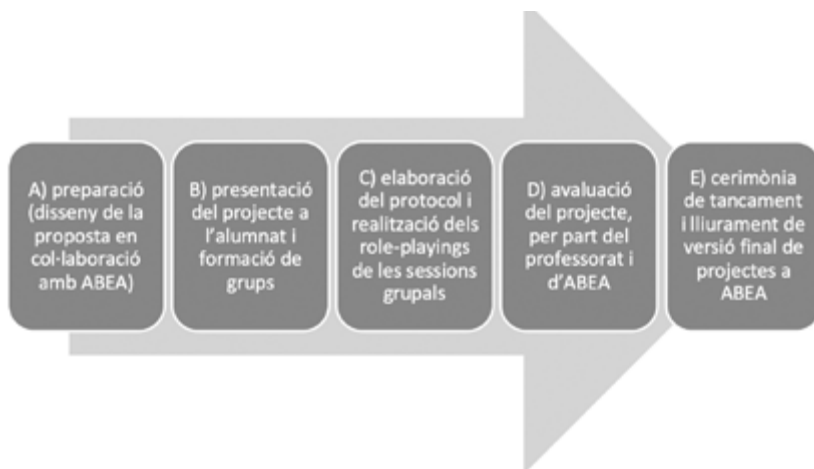 A) preparació
(disseny de la
proposta en
col·laboració
amb ABEA)
B) presentació
del projecte a
l'alumnat i
formació de
grups
C) elaboració
del protocol i
realització dels
role-playings
de les sessions
grupals
D) avaluació
del projecte,
per part del
professorat i
d'ABEA
E) cerimònia
de tancament
i lliurament de
versió final de
projectes a
ABEA